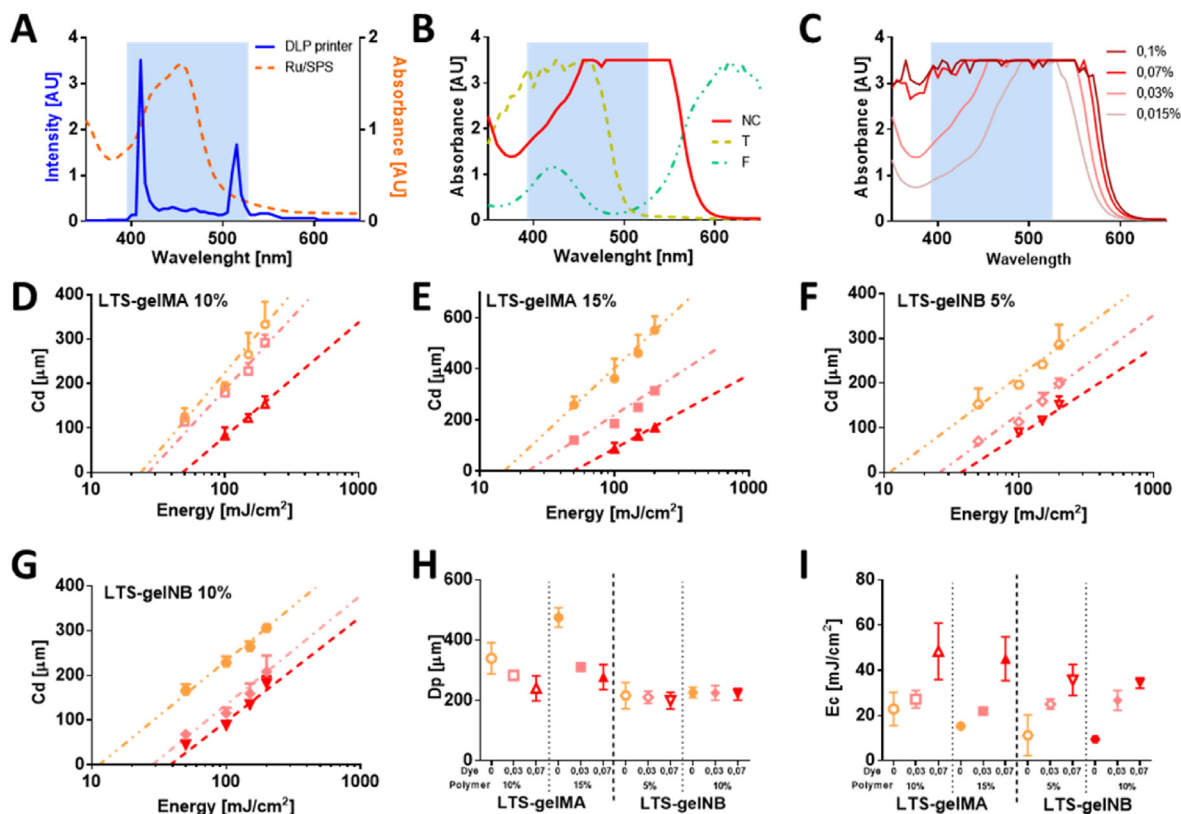 A
Intensity [AU]
4
3
2
1
0
400
500
600
Wavelenght [nm]
2
1
0
Absorbance [AU]
DLP printer
Ru/SPS
B
Absorbance [AU]
4
3
2
1
0
400
500
600
Wavelength [nm]
NC
T
F
C
Absorbance [AU]
4
3
2
1
0
400
500
600
Wavelength
0,1%
0,07%
0,03%
0,015%
D
LTS-gelMA 10%
Cd [µm]
400
300
200
100
0
10
100
1000
Energy [mJ/cm²]
E
LTS-gelMA 15%
Cd [µm]
600
400
200
0
10
100
1000
Energy [mJ/cm²]
F
LTS-gelNB 5%
Cd [µm]
400
300
200
100
0
10
100
1000
Energy [mJ/cm²]
G
LTS-gelNB 10%
Cd [µm]
400
300
200
100
0
10
100
1000
Energy [mJ/cm²]
H
Dp [µm]
600
400
200
0
Dye 0 0,03 0,07 0 0,03 0,07 0 0,03 0,07 0 0,03 0,07
Polymer 10% 15% 5% 10%
LTS-gelMA LTS-gelNB
I
Ec [mJ/cm²]
80
60
40
20
0
Dye 0 0,03 0,07 0 0,03 0,07 0 0,03 0,07 0 0,03 0,07
Polymer 10% 15% 5% 10%
LTS-gelMA LTS-gelNB